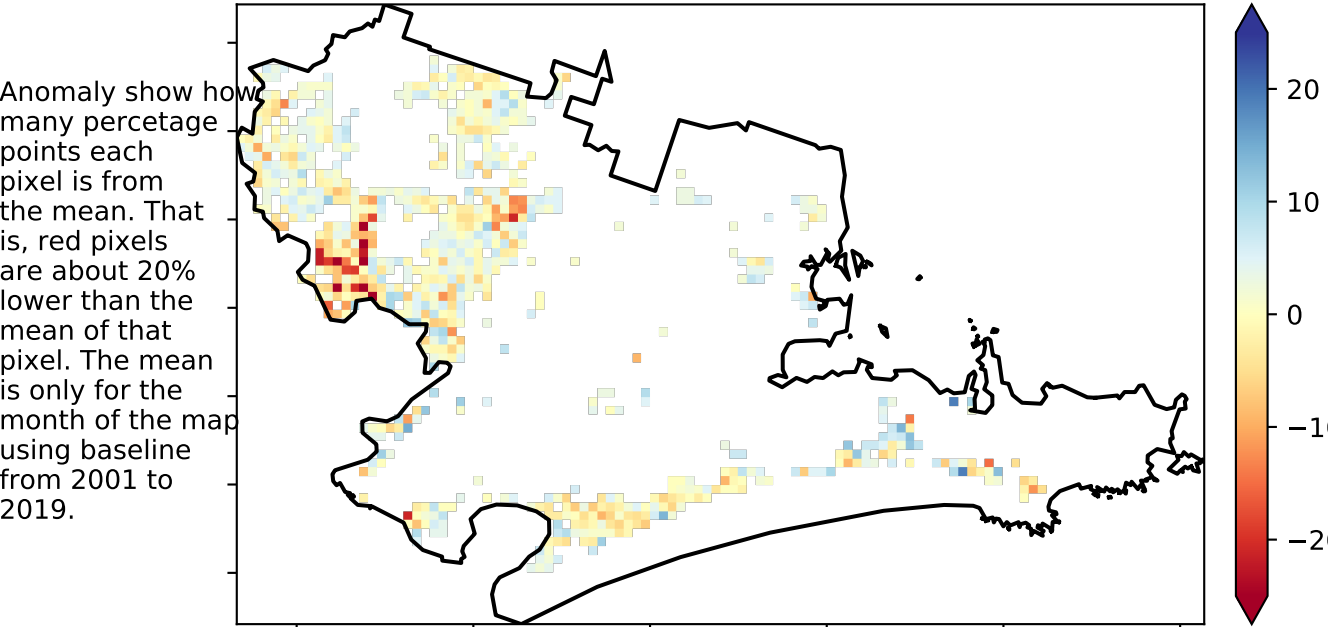 Anomaly show how
many percetage
points each
pixel is from
the mean. That
is, red pixels
are about 20%
lower than the
mean of that
pixel. The mean
is only for the
month of the map
using baseline
from 2001 to
2019.
20
10
0
−10
−20